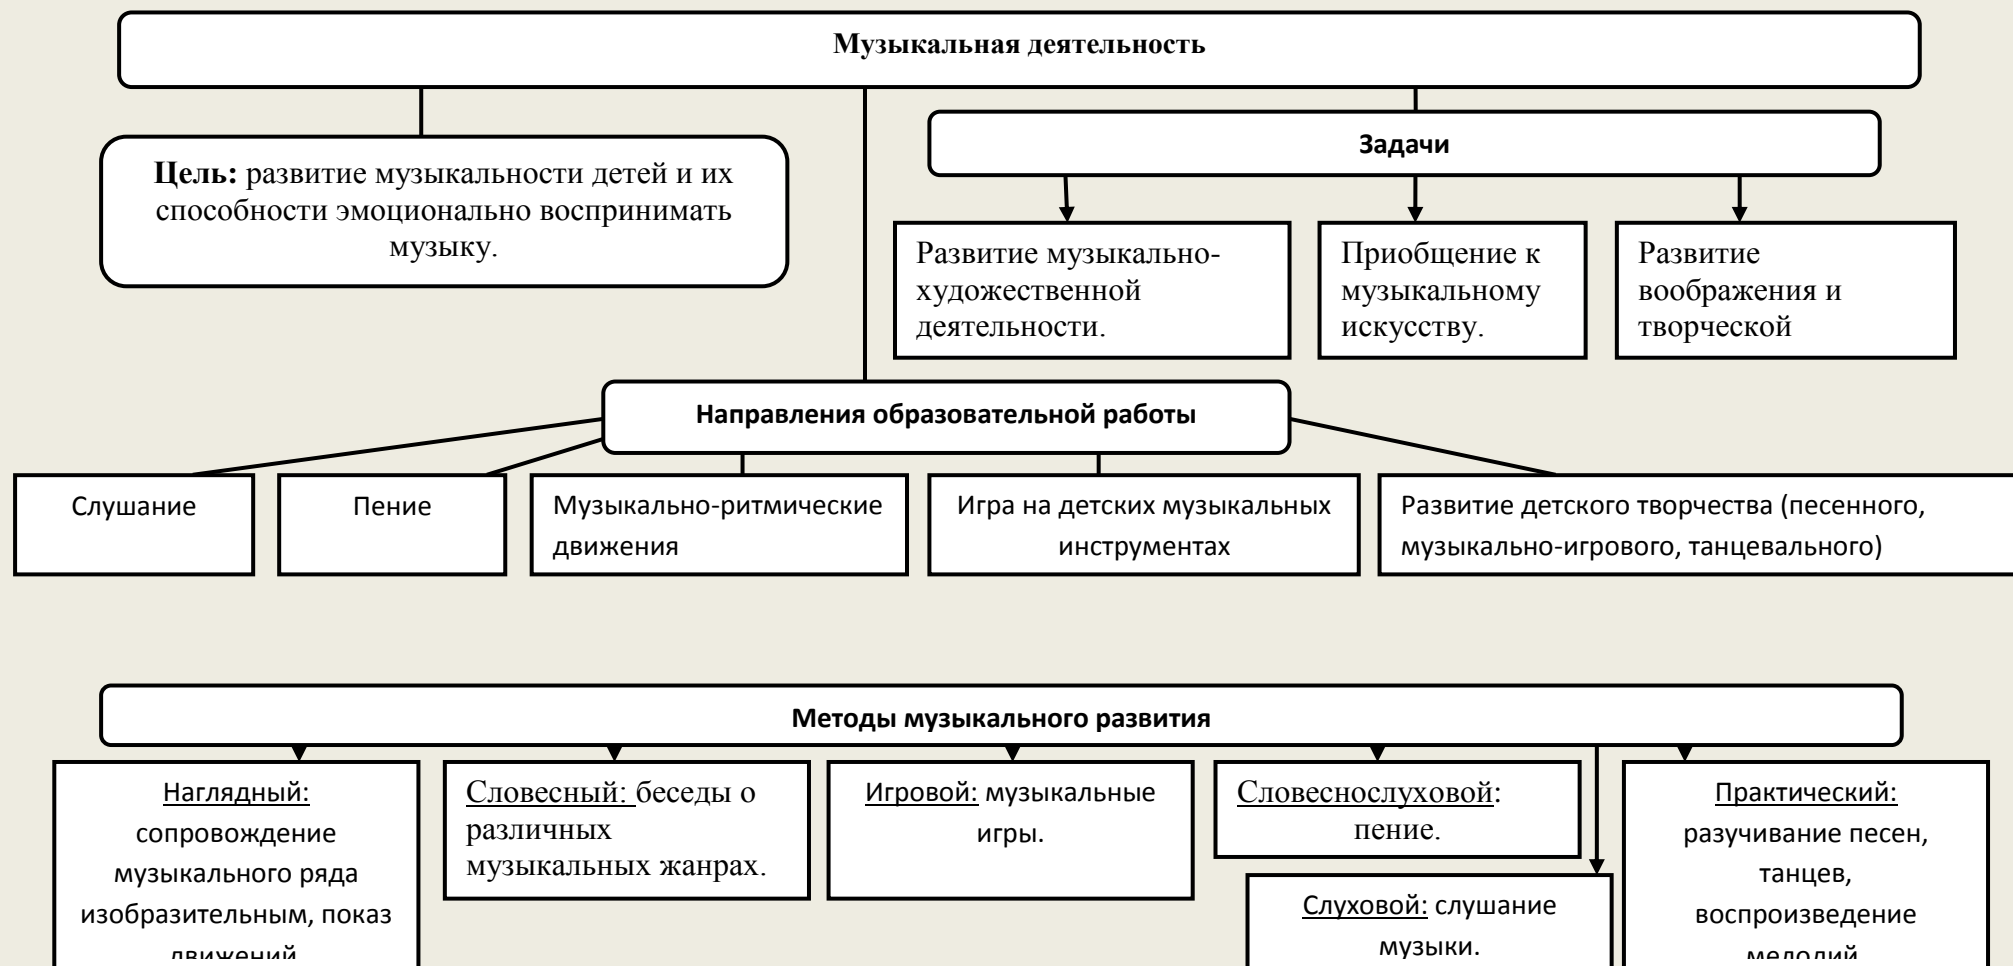 Музыкальная деятельность
Цель: развитие музыкальности детей и их
способности эмоционально воспринимать
музыку.
Задачи
Развитие музыкально-
художественной
деятельности.
Приобщение к
музыкальному
искусству.
Развитие
воображения и
творческой
Направления образовательной работы
Слушание
Пение
Музыкально-ритмические
движения
Игра на детских музыкальных
инструментах
Развитие детского творчества (песенного,
музыкально-игрового, танцевального)
Методы музыкального развития
Наглядный:
сопровождение
музыкального ряда
изобразительным, показ
движений
Словесный: беседы о
различных
музыкальных жанрах.
Игровой: музыкальные
игры.
Словеснослуховой:
пение.
Слуховой: слушание
музыки.
Практический:
разучивание песен,
танцев,
воспроизведение
мелодий